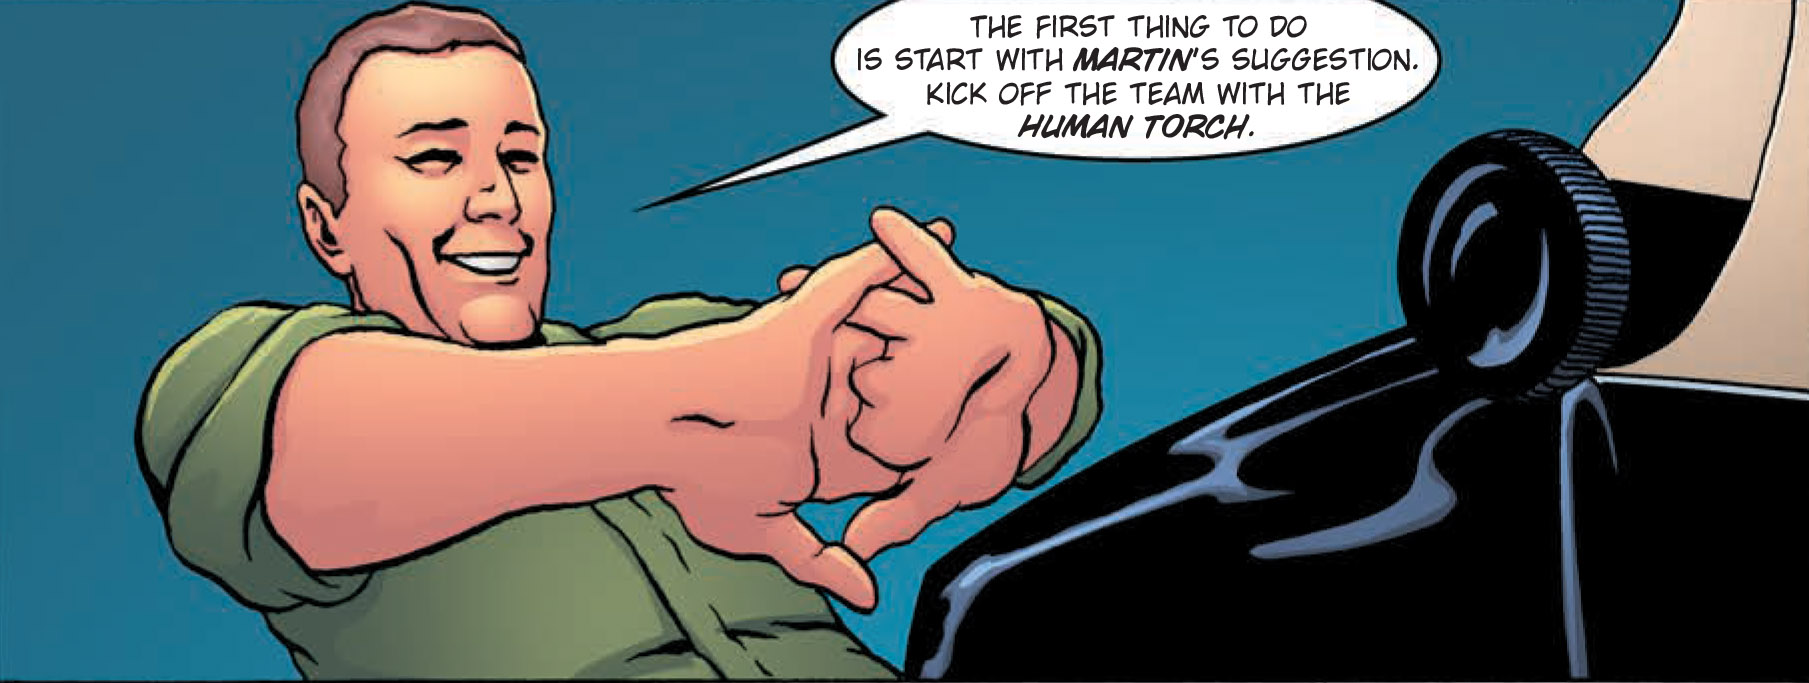 THE FIRST THING TO DO
IS START WITH MARTIN'S SUGGESTION.
KICK OFF THE TEAM WITH THE
HUMAN TORCH.